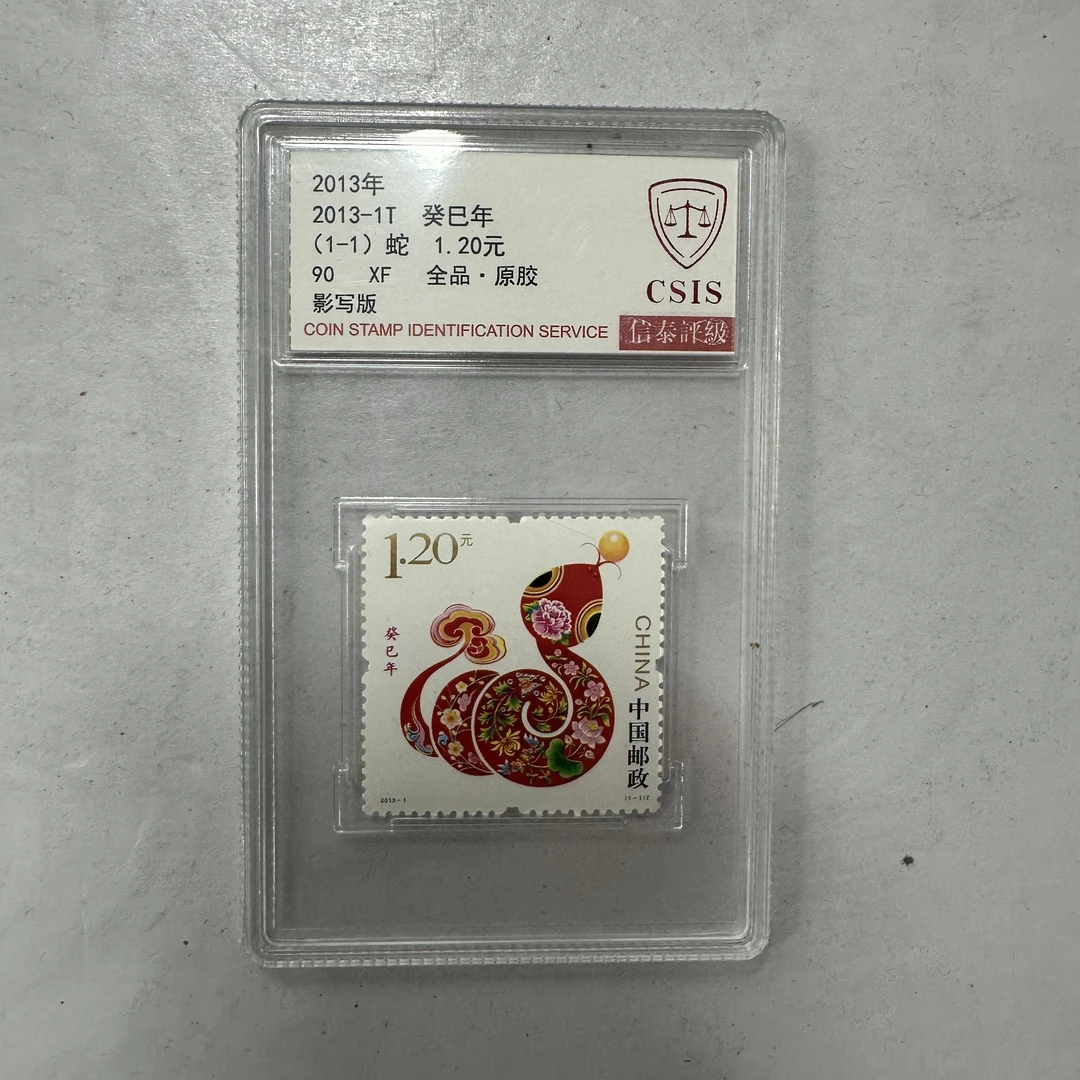 2013年
2013-1T 癸巳年
(1-1) 蛇 1.20元
90 XF 全品·原胶
影写版
COIN STAMP IDENTIFICATION SERVICE
CSIS
信泰評級
1.20元
癸巳年
CHINA
中国邮政
2013-1
(1-1)T